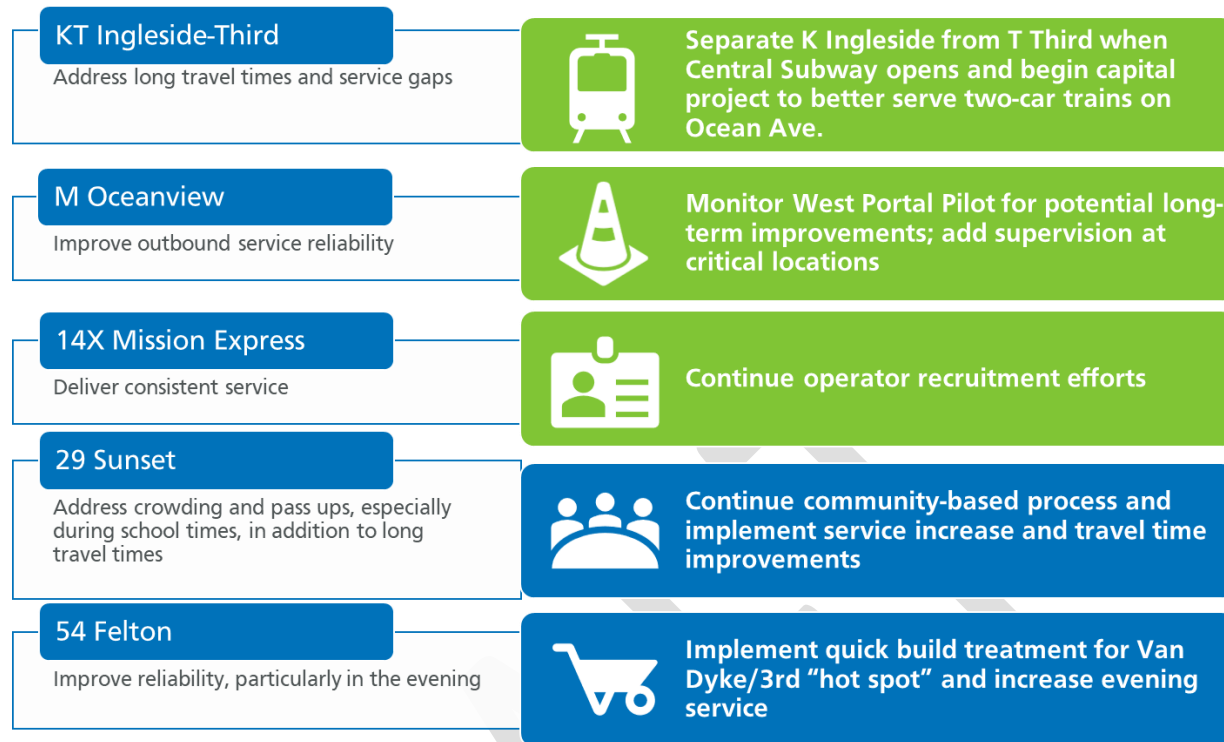 KT Ingleside-Third
Address long travel times and service gaps
Separate K Ingleside from T Third when
Central Subway opens and begin capital
project to better serve two-car trains on
Ocean Ave.
M Oceanview
Improve outbound service reliability
Monitor West Portal Pilot for potential long-
term improvements; add supervision at
critical locations
14X Mission Express
Deliver consistent service
Continue operator recruitment efforts
29 Sunset
Address crowding and pass ups, especially
during school times, in addition to long
travel times
Continue community-based process and
implement service increase and travel time
improvements
54 Felton
Improve reliability, particularly in the evening
Implement quick build treatment for Van
Dyke/3rd “hot spot” and increase evening
service